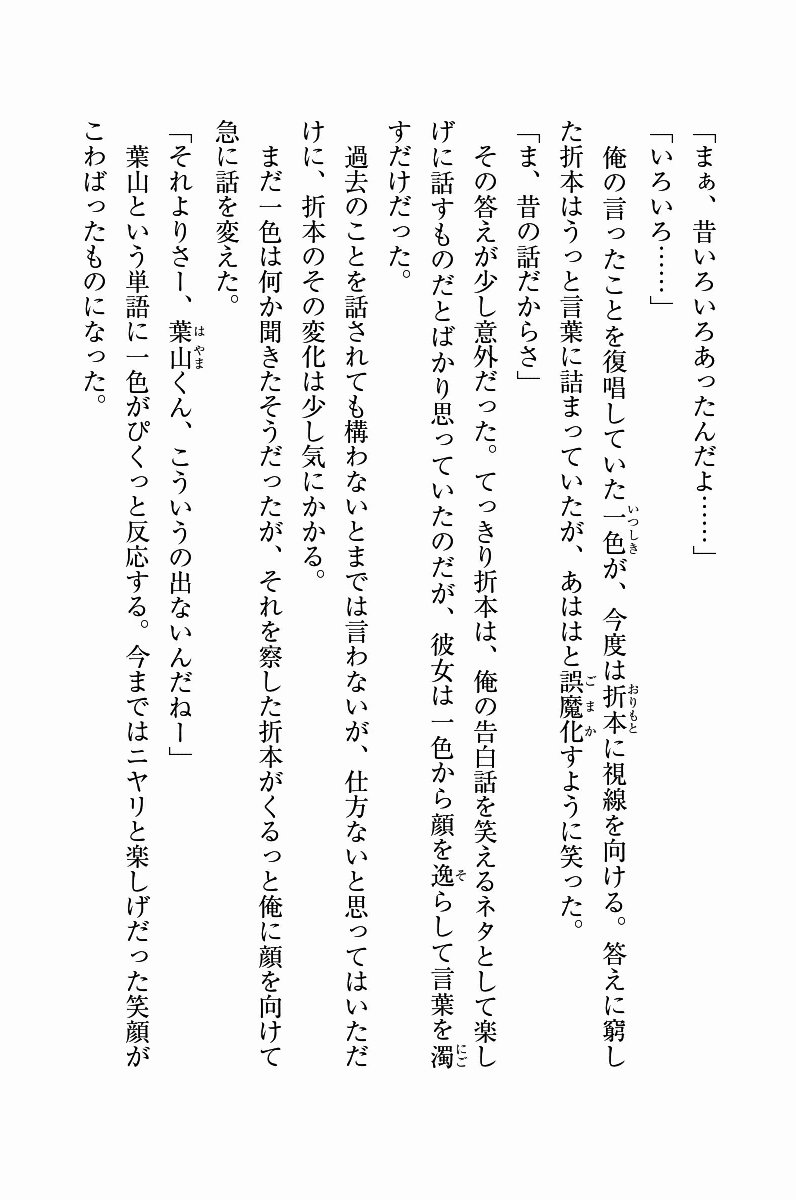 「まぁ、昔いろいろあったんだよ……」
「いろいろ……」
　俺の言ったことを復唱していた一色が、今度は折本に視線を向ける。答えに窮し
た折本はうっと言葉に詰まっていたが、あははと誤魔化すように笑った。
「ま、昔の話だからさ」
　その答えが少し意外だった。てっきり折本は、俺の告白話を笑えるネタとして楽し
げに話すものだとばかり思っていたのだが、彼女は一色から顔を逸らして言葉を濁
すだけだった。
　過去のことを話されても構わないとまでは言わないが、仕方ないと思ってはいただ
けに、折本のその変化は少し気にかかる。
　まだ一色は何か聞きたそうだったが、それを察した折本がくるっと俺に顔を向けて
急に話を変えた。
「それよりさー、葉山くん、こういうの出ないんだねー」
　葉山という単語に一色がぴくっと反応する。今まではニヤリと楽しげだった笑顔が
こわばったものになった。